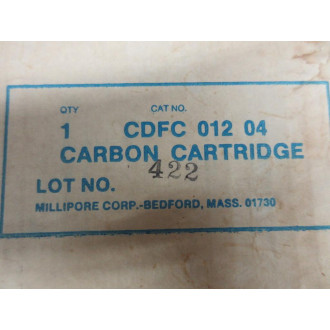 QTY CAT NO.
1 CDFC 012 04
CARBON CARTRIDGE
422
LOT NO.
MILLIPORE CORP.-BEDFORD, MASS. 01730